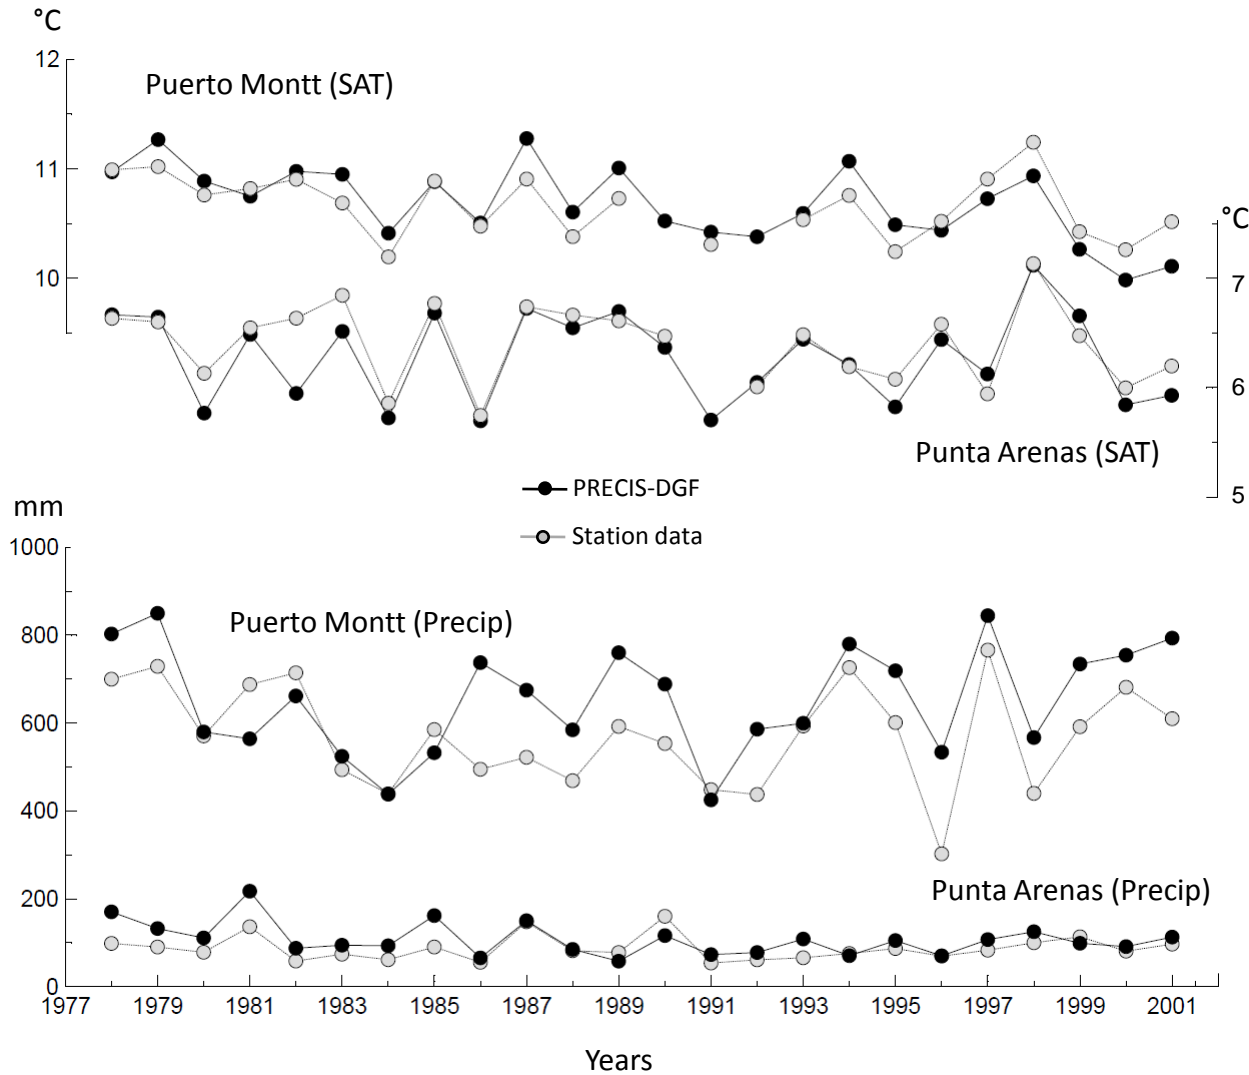 °C
12
Puerto Montt (SAT)
11
°C
10
7
6
Punta Arenas (SAT)
5
PRECIS-DGF
Station data
mm
1000
Puerto Montt (Precip)
800
600
400
200
Punta Arenas (Precip)
0
1977 1979 1981 1983 1985 1987 1989 1991 1993 1995 1997 1999 2001
Years